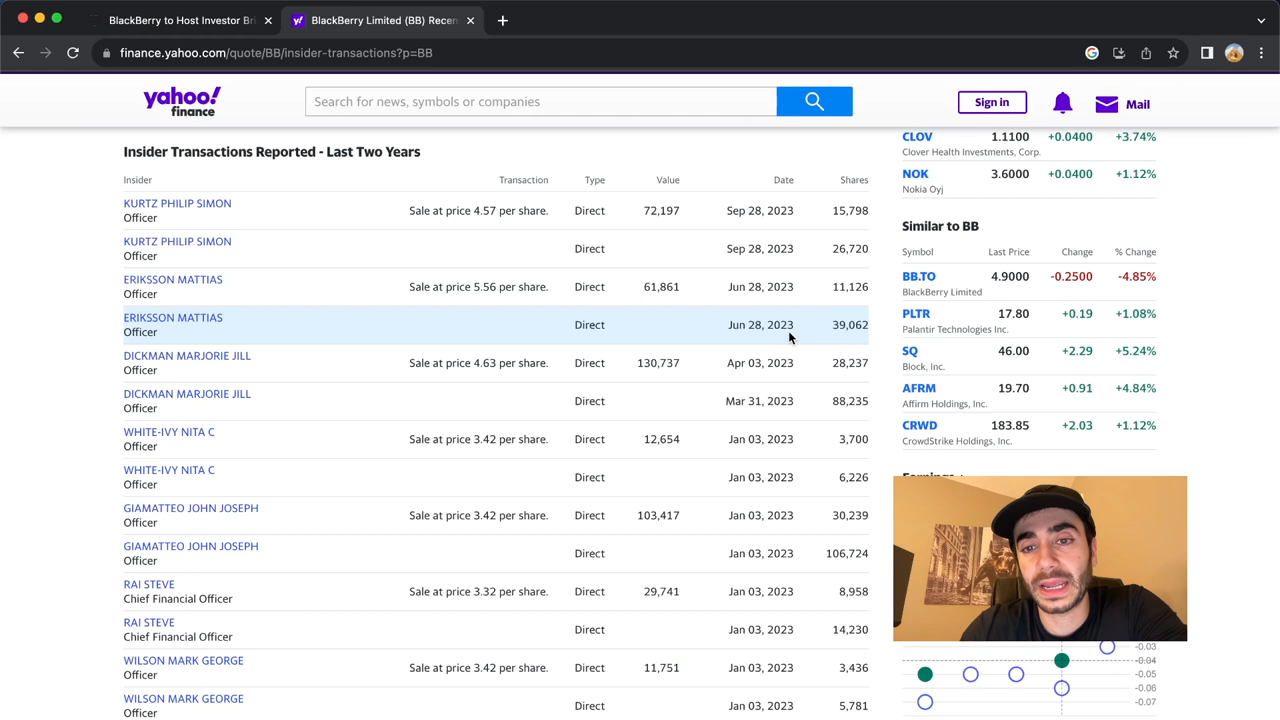 BlackBerry to Host Investor Bri
BlackBerry Limited (BB) Recen
finance.yahoo.com/quote/BB/insider-transactions?p=BB
yahoo!
finance
Search for news, symbols or companies
Sign in
Mail
Insider Transactions Reported - Last Two Years
Insider Transaction Type Value Date Shares
KURTZ PHILIP SIMON
Officer
Sale at price 4.57 per share. Direct 72,197 Sep 28, 2023 15,798
KURTZ PHILIP SIMON
Officer
Direct Sep 28, 2023 26,720
ERIKSSON MATTIAS
Officer
Sale at price 5.56 per share. Direct 61,861 Jun 28, 2023 11,126
ERIKSSON MATTIAS
Officer
Direct Jun 28, 2023 39,062
DICKMAN MARJORIE JILL
Officer
Sale at price 4.63 per share. Direct 130,737 Apr 03, 2023 28,237
DICKMAN MARJORIE JILL
Officer
Direct Mar 31, 2023 88,235
WHITE-IVY NITA C
Officer
Sale at price 3.42 per share. Direct 12,654 Jan 03, 2023 3,700
WHITE-IVY NITA C
Officer
Direct Jan 03, 2023 6,226
GIAMATTEO JOHN JOSEPH
Officer
Sale at price 3.42 per share. Direct 103,417 Jan 03, 2023 30,239
GIAMATTEO JOHN JOSEPH
Officer
Direct Jan 03, 2023 106,724
RAI STEVE
Chief Financial Officer
Sale at price 3.32 per share. Direct 29,741 Jan 03, 2023 8,958
RAI STEVE
Chief Financial Officer
Direct Jan 03, 2023 14,230
WILSON MARK GEORGE
Officer
Sale at price 3.42 per share. Direct 11,751 Jan 03, 2023 3,436
WILSON MARK GEORGE
Officer
Direct Jan 03, 2023 5,781
CLOV 1.1100 +0.0400 +3.74%
Clover Health Investments, Corp.
NOK 3.6000 +0.0400 +1.12%
Nokia Oyj
Similar to BB
Symbol Last Price Change % Change
BB.TO 4.9000 -0.2500 -4.85%
BlackBerry Limited
PLTR 17.80 +0.19 +1.08%
Palantir Technologies Inc.
SQ 46.00 +2.29 +5.24%
Block, Inc.
AFRM 19.70 +0.91 +4.84%
Affirm Holdings, Inc.
CRWD 183.85 +2.03 +1.12%
CrowdStrike Holdings, Inc.
-0.03
-0.04
-0.05
-0.06
-0.07